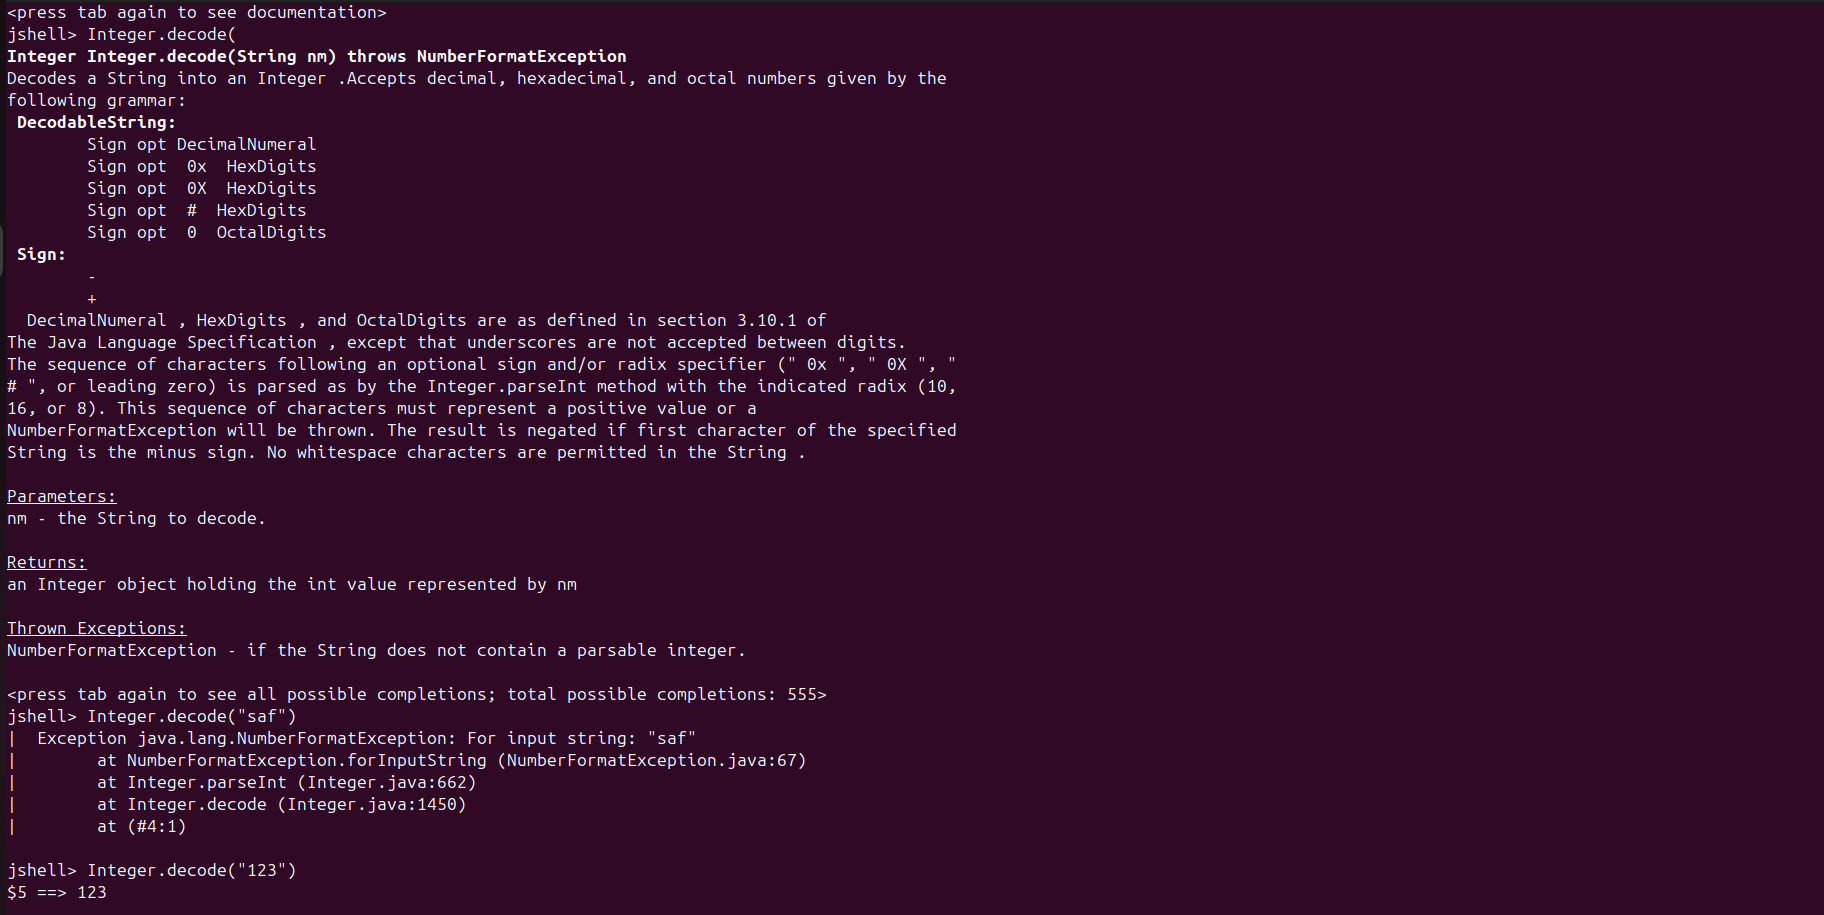 <press tab again to see documentation>
jshell> Integer.decode(
Integer Integer.decode(String nm) throws NumberFormatException
Decodes a String into an Integer .Accepts decimal, hexadecimal, and octal numbers given by the
following grammar:
 DecodableString:
        Sign opt DecimalNumeral
        Sign opt  0x  HexDigits
        Sign opt  0X  HexDigits
        Sign opt  #  HexDigits
        Sign opt  0  OctalDigits
 Sign:
        -
        +
  DecimalNumeral , HexDigits , and OctalDigits are as defined in section 3.10.1 of
The Java Language Specification , except that underscores are not accepted between digits.
The sequence of characters following an optional sign and/or radix specifier (" 0x ", " 0X ", "
# ", or leading zero) is parsed as by the Integer.parseInt method with the indicated radix (10,
16, or 8). This sequence of characters must represent a positive value or a
NumberFormatException will be thrown. The result is negated if first character of the specified
String is the minus sign. No whitespace characters are permitted in the String .

Parameters:
nm - the String to decode.

Returns:
an Integer object holding the int value represented by nm

Thrown Exceptions:
NumberFormatException - if the String does not contain a parsable integer.

<press tab again to see all possible completions; total possible completions: 555>
jshell> Integer.decode("saf")
|  Exception java.lang.NumberFormatException: For input string: "saf"
|        at NumberFormatException.forInputString (NumberFormatException.java:67)
|        at Integer.parseInt (Integer.java:662)
|        at Integer.decode (Integer.java:1450)
|        at (#4:1)

jshell> Integer.decode("123")
$5 ==> 123